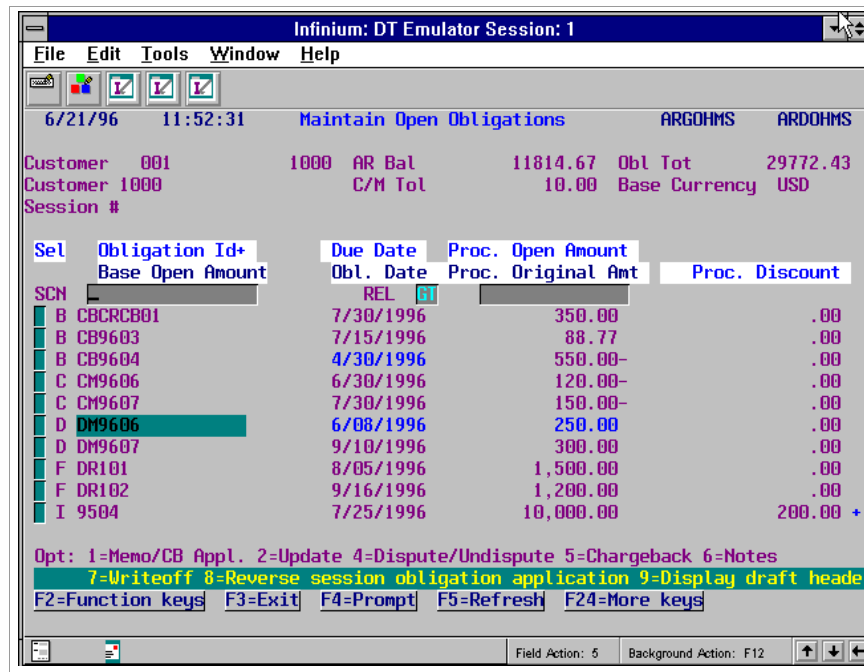 Infinium: DT Emulator Session: 1
File Edit Tools Window Help
6/21/96 11:52:31 Maintain Open Obligations ARGOHMS ARDOHMS
Customer 001 1000 AR Bal 11814.67 Obl Tot 29772.43
Customer 1000 C/M Tol 10.00 Base Currency USD
Session #
Sel Obligation Id+ Due Date Proc. Open Amount
Base Open Amount Obl. Date Proc. Original Amt Proc. Discount
SCN REL GT
B CBCRCB01 7/30/1996 350.00 .00
B CB9603 7/15/1996 88.77 .00
B CB9604 4/30/1996 550.00- .00
C CM9606 6/30/1996 120.00- .00
C CM9607 7/30/1996 150.00- .00
D DM9606 6/08/1996 250.00 .00
D DM9607 9/10/1996 300.00 .00
F DR101 8/05/1996 1,500.00 .00
F DR102 9/16/1996 1,200.00 .00
I 9504 7/25/1996 10,000.00 200.00 +
Opt: 1=Memo/CB Appl. 2=Update 4=Dispute/Undispute 5=Chargeback 6=Notes
7=Writeoff 8=Reverse session obligation application 9=Display draft heade
F2=Function keys F3=Exit F4=Prompt F5=Refresh F24=More keys
Field Action: 5 Background Action: F12